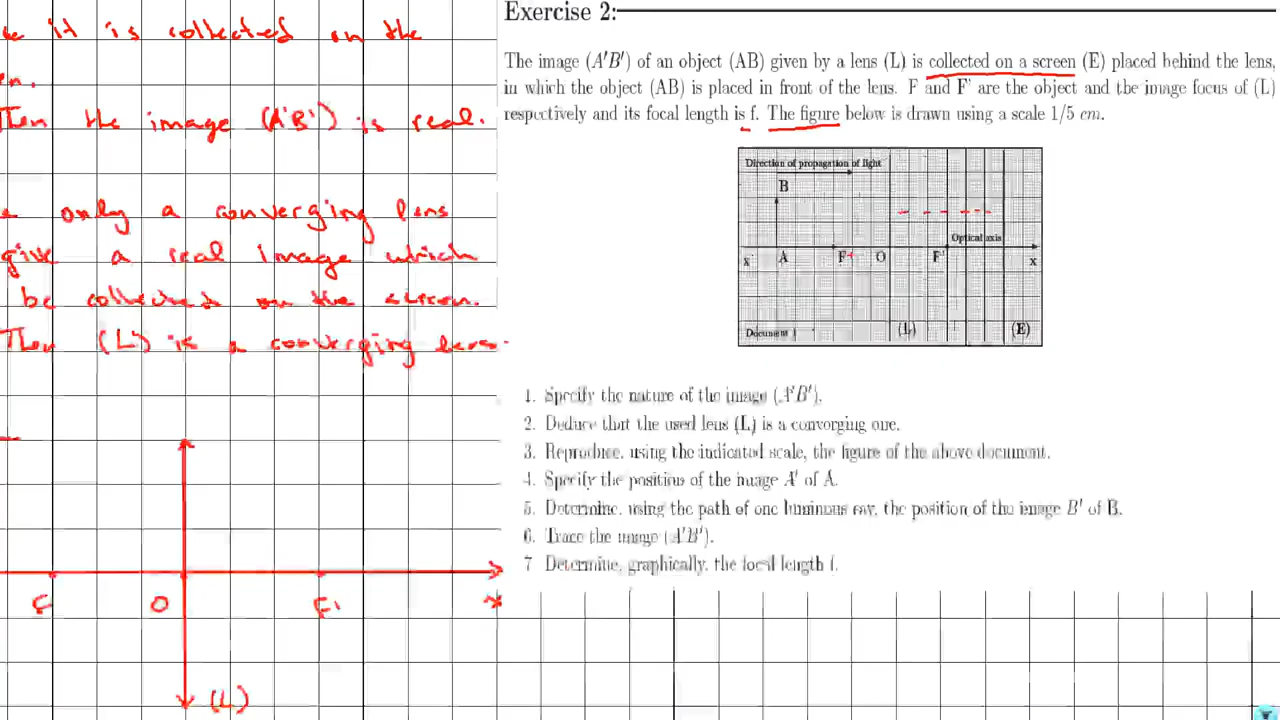 it is collected on the
Then the image (A'B') is real.
only a converging lens
give a real image which
be collected on the screen.
Then (L) is a converging lens.
F O F' x
(L)
Exercise 2:
The image (A'B') of an object (AB) given by a lens (L) is collected on a screen (E) placed behind the lens,
in which the object (AB) is placed in front of the lens. F and F' are the object and the image focus of (L)
respectively and its focal length is f. The figure below is drawn using a scale 1/5 cm.
Direction of propagation of light
B
Optical axis
x' A F O F' x
Document 1 (L) (E)
1. Specify the nature of the image (A'B').
2. Deduce that the used lens (L) is a converging one.
3. Reproduce, using the indicated scale, the figure of the above document.
4. Specify the position of the image A' of A.
5. Determine, using the path of one luminous ray, the position of the image B' of B.
6. Trace the image (A'B').
7 Determine, graphically, the focal length f.